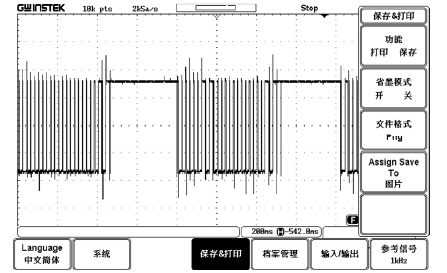 GWINSTEK 10k pts 2kSa/s Stop
保存&打印
功能
打印 保存
省墨模式
开 关
文件格式
Png
Assign Save
To
图片
F
200ms H-542.0ms
Language
中文简体
系统
保存&打印
档案管理
输入/输出
参考信号
1kHz